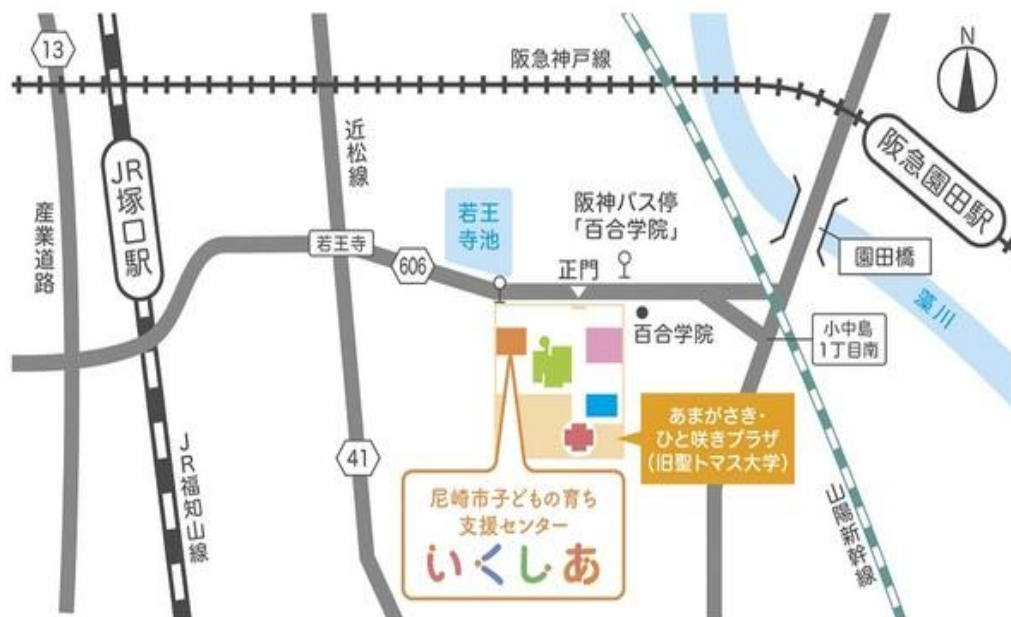 13
阪急神戸線
N
近松線
JR塚口駅
産業道路
若王
寺池
阪神バス停
「百合学院」
阪急園田駅
若王寺
606
正門
園田橋
藻川
百合学院
小中島
1丁目南
あまがさき・
ひと咲きプラザ
(旧聖トマス大学)
41
JR福知山線
尼崎市子どもの育ち
支援センター
いくしあ
山陽新幹線